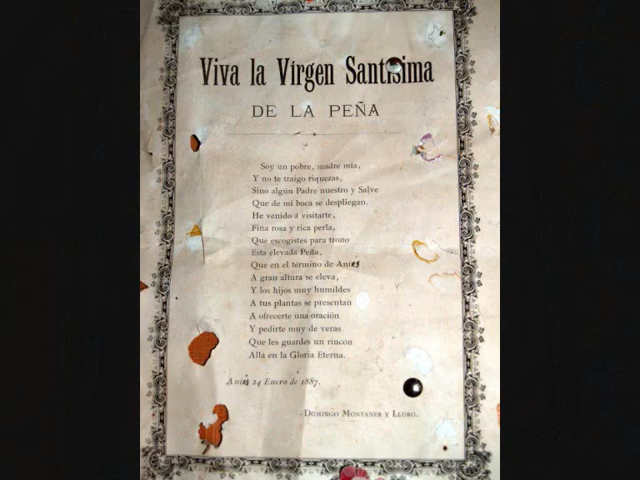 Viva la Virgen Santísima
DE LA PEÑA
Soy un pobre, madre mía,
Y no te traigo riquezas,
Sino algún Padre nuestro y Salve
Que de mi boca se despliegan.
He venido á visitarte,
Fina rosa y rica perla,
Que escogistes para trono
Esta elevada Peña,
Que en el término de Aniés
A gran altura se eleva,
Y los hijos muy humildes
A tus plantas se presentan
A ofrecerte una oración
Y pedirte muy de veras
Que les guardes un rincón
Allá en la Gloria Eterna.
Aniés 24 Enero de 1887.
Domingo Montaner y Lloro.